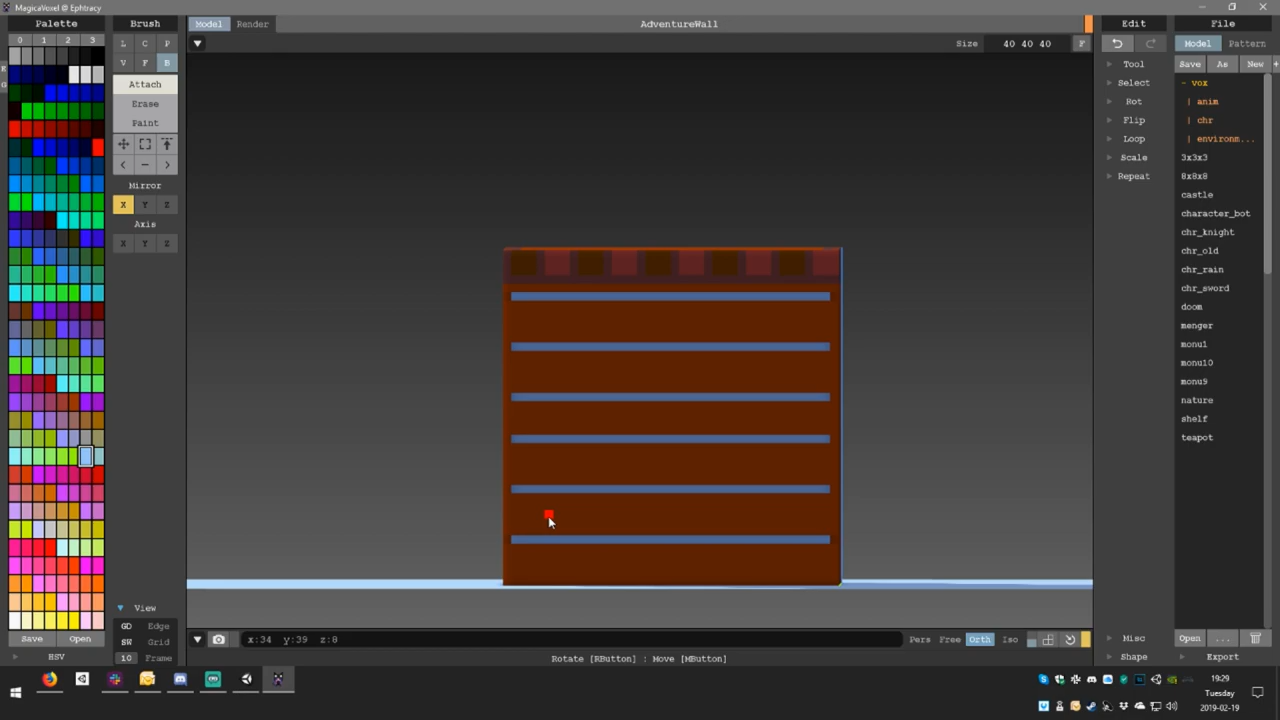 MagicaVoxel @ Ephtracy
Palette
Brush
Model
Render
AdventureWall
Edit
File
0
1
2
3
L
C
P
Size
40 40 40
F
Model
Pattern
V
F
B
Tool
Save
As
New
+
Attach
Select
- vox
Erase
Rot
| anim
Paint
Flip
| chr
Loop
| environm...
Scale
3x3x3
< - >
Repeat
8x8x8
Mirror
castle
X
Y
Z
character_bot
Axis
chr_knight
X
Y
Z
chr_old
chr_rain
chr_sword
doom
menger
monu1
monu10
monu9
nature
shelf
teapot
View
GD
Edge
SW
Grid
Save
Open
x:34 y:39 z:8
Pers
Free
Orth
Iso
Misc
Open
...
HSV
10
Frame
Rotate [RButton] : Move [MButton]
Shape
Export
19:29
Tuesday
2019-02-19